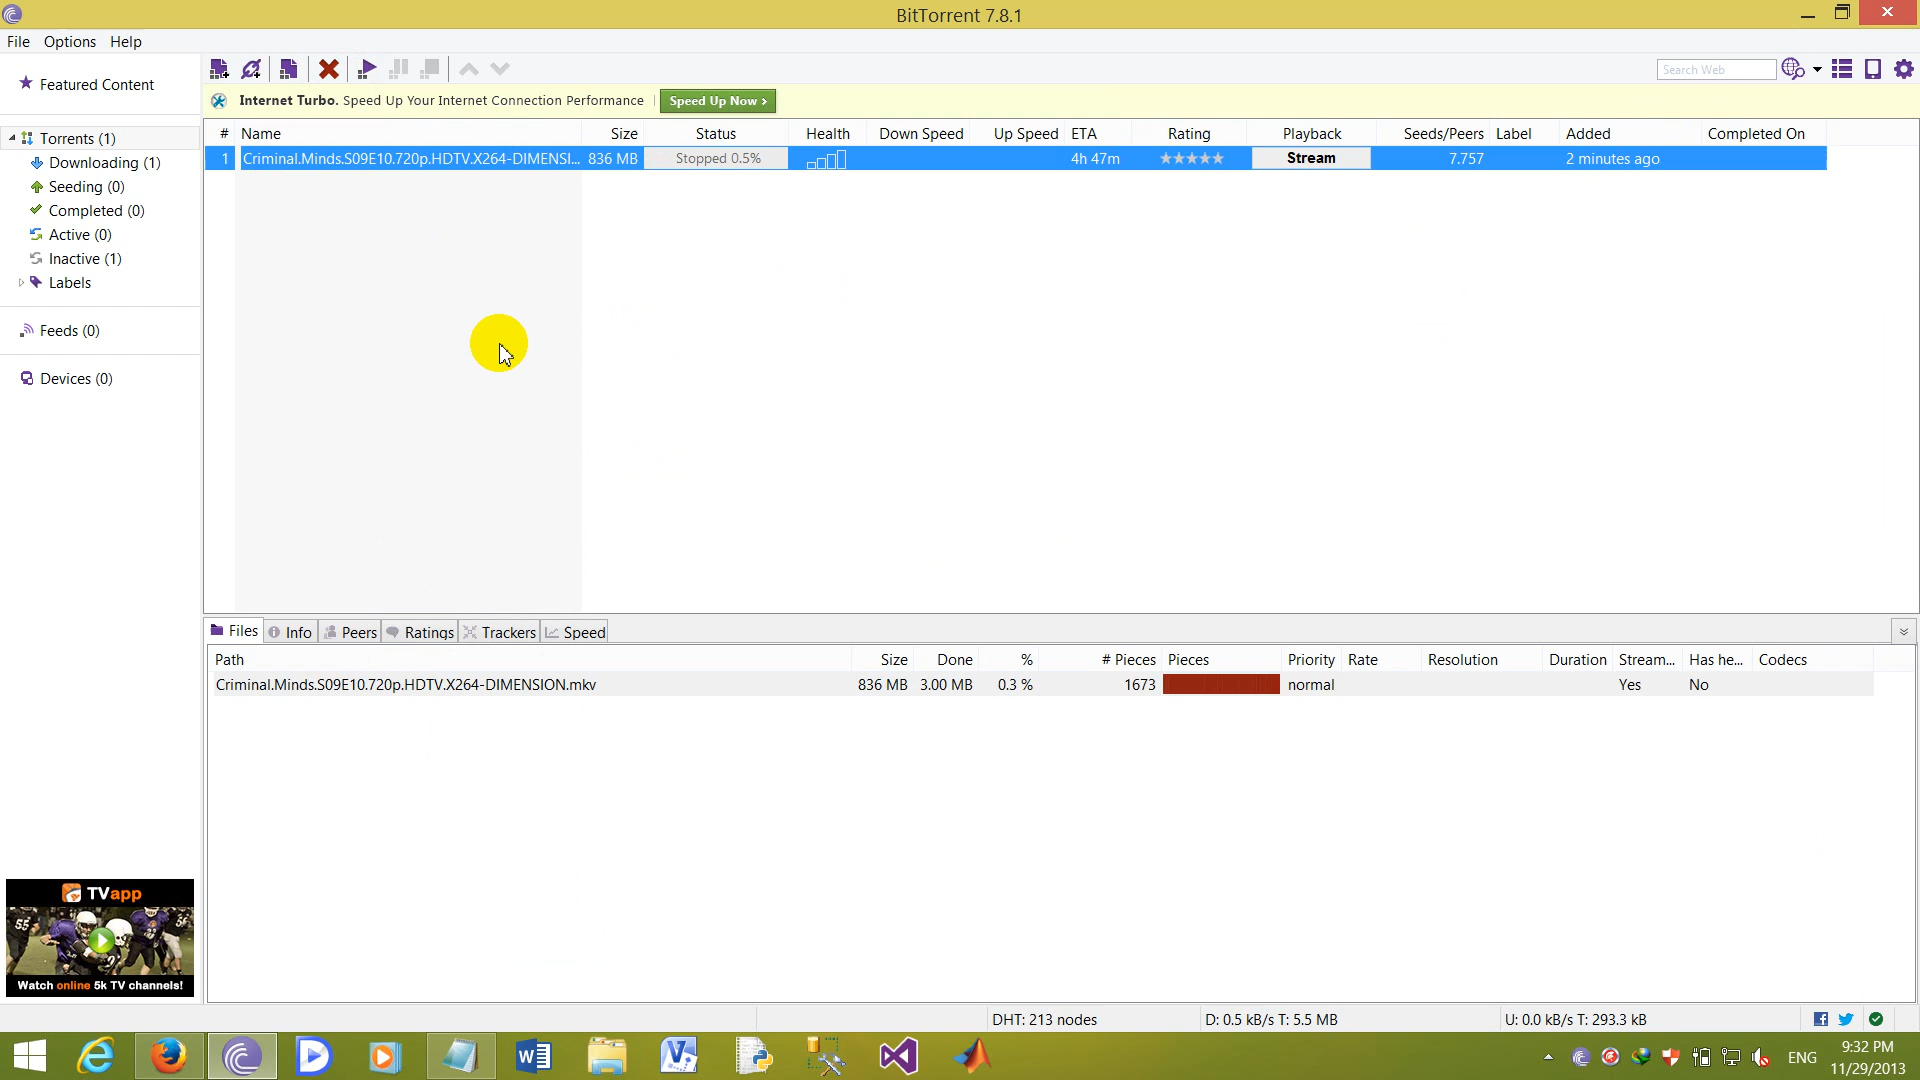 BitTorrent 7.8.1
File Options Help
Featured Content
Search Web
Internet Turbo. Speed Up Your Internet Connection Performance Speed Up Now >
Torrents (1)
Downloading (1)
Seeding (0)
Completed (0)
Active (0)
Inactive (1)
Labels
Feeds (0)
Devices (0)
# Name Size Status Health Down Speed Up Speed ETA Rating Playback Seeds/Peers Label Added Completed On
1 Criminal.Minds.S09E10.720p.HDTV.X264-DIMENSI... 836 MB Stopped 0.5% 4h 47m Stream 7.757 2 minutes ago
Files Info Peers Ratings Trackers Speed
Path Size Done % # Pieces Pieces Priority Rate Resolution Duration Stream... Has he... Codecs
Criminal.Minds.S09E10.720p.HDTV.X264-DIMENSION.mkv 836 MB 3.00 MB 0.3 % 1673 normal Yes No
TVapp
55
Watch online 5k TV channels!
DHT: 213 nodes D: 0.5 kB/s T: 5.5 MB U: 0.0 kB/s T: 293.3 kB
ENG
9:32 PM
11/29/2013